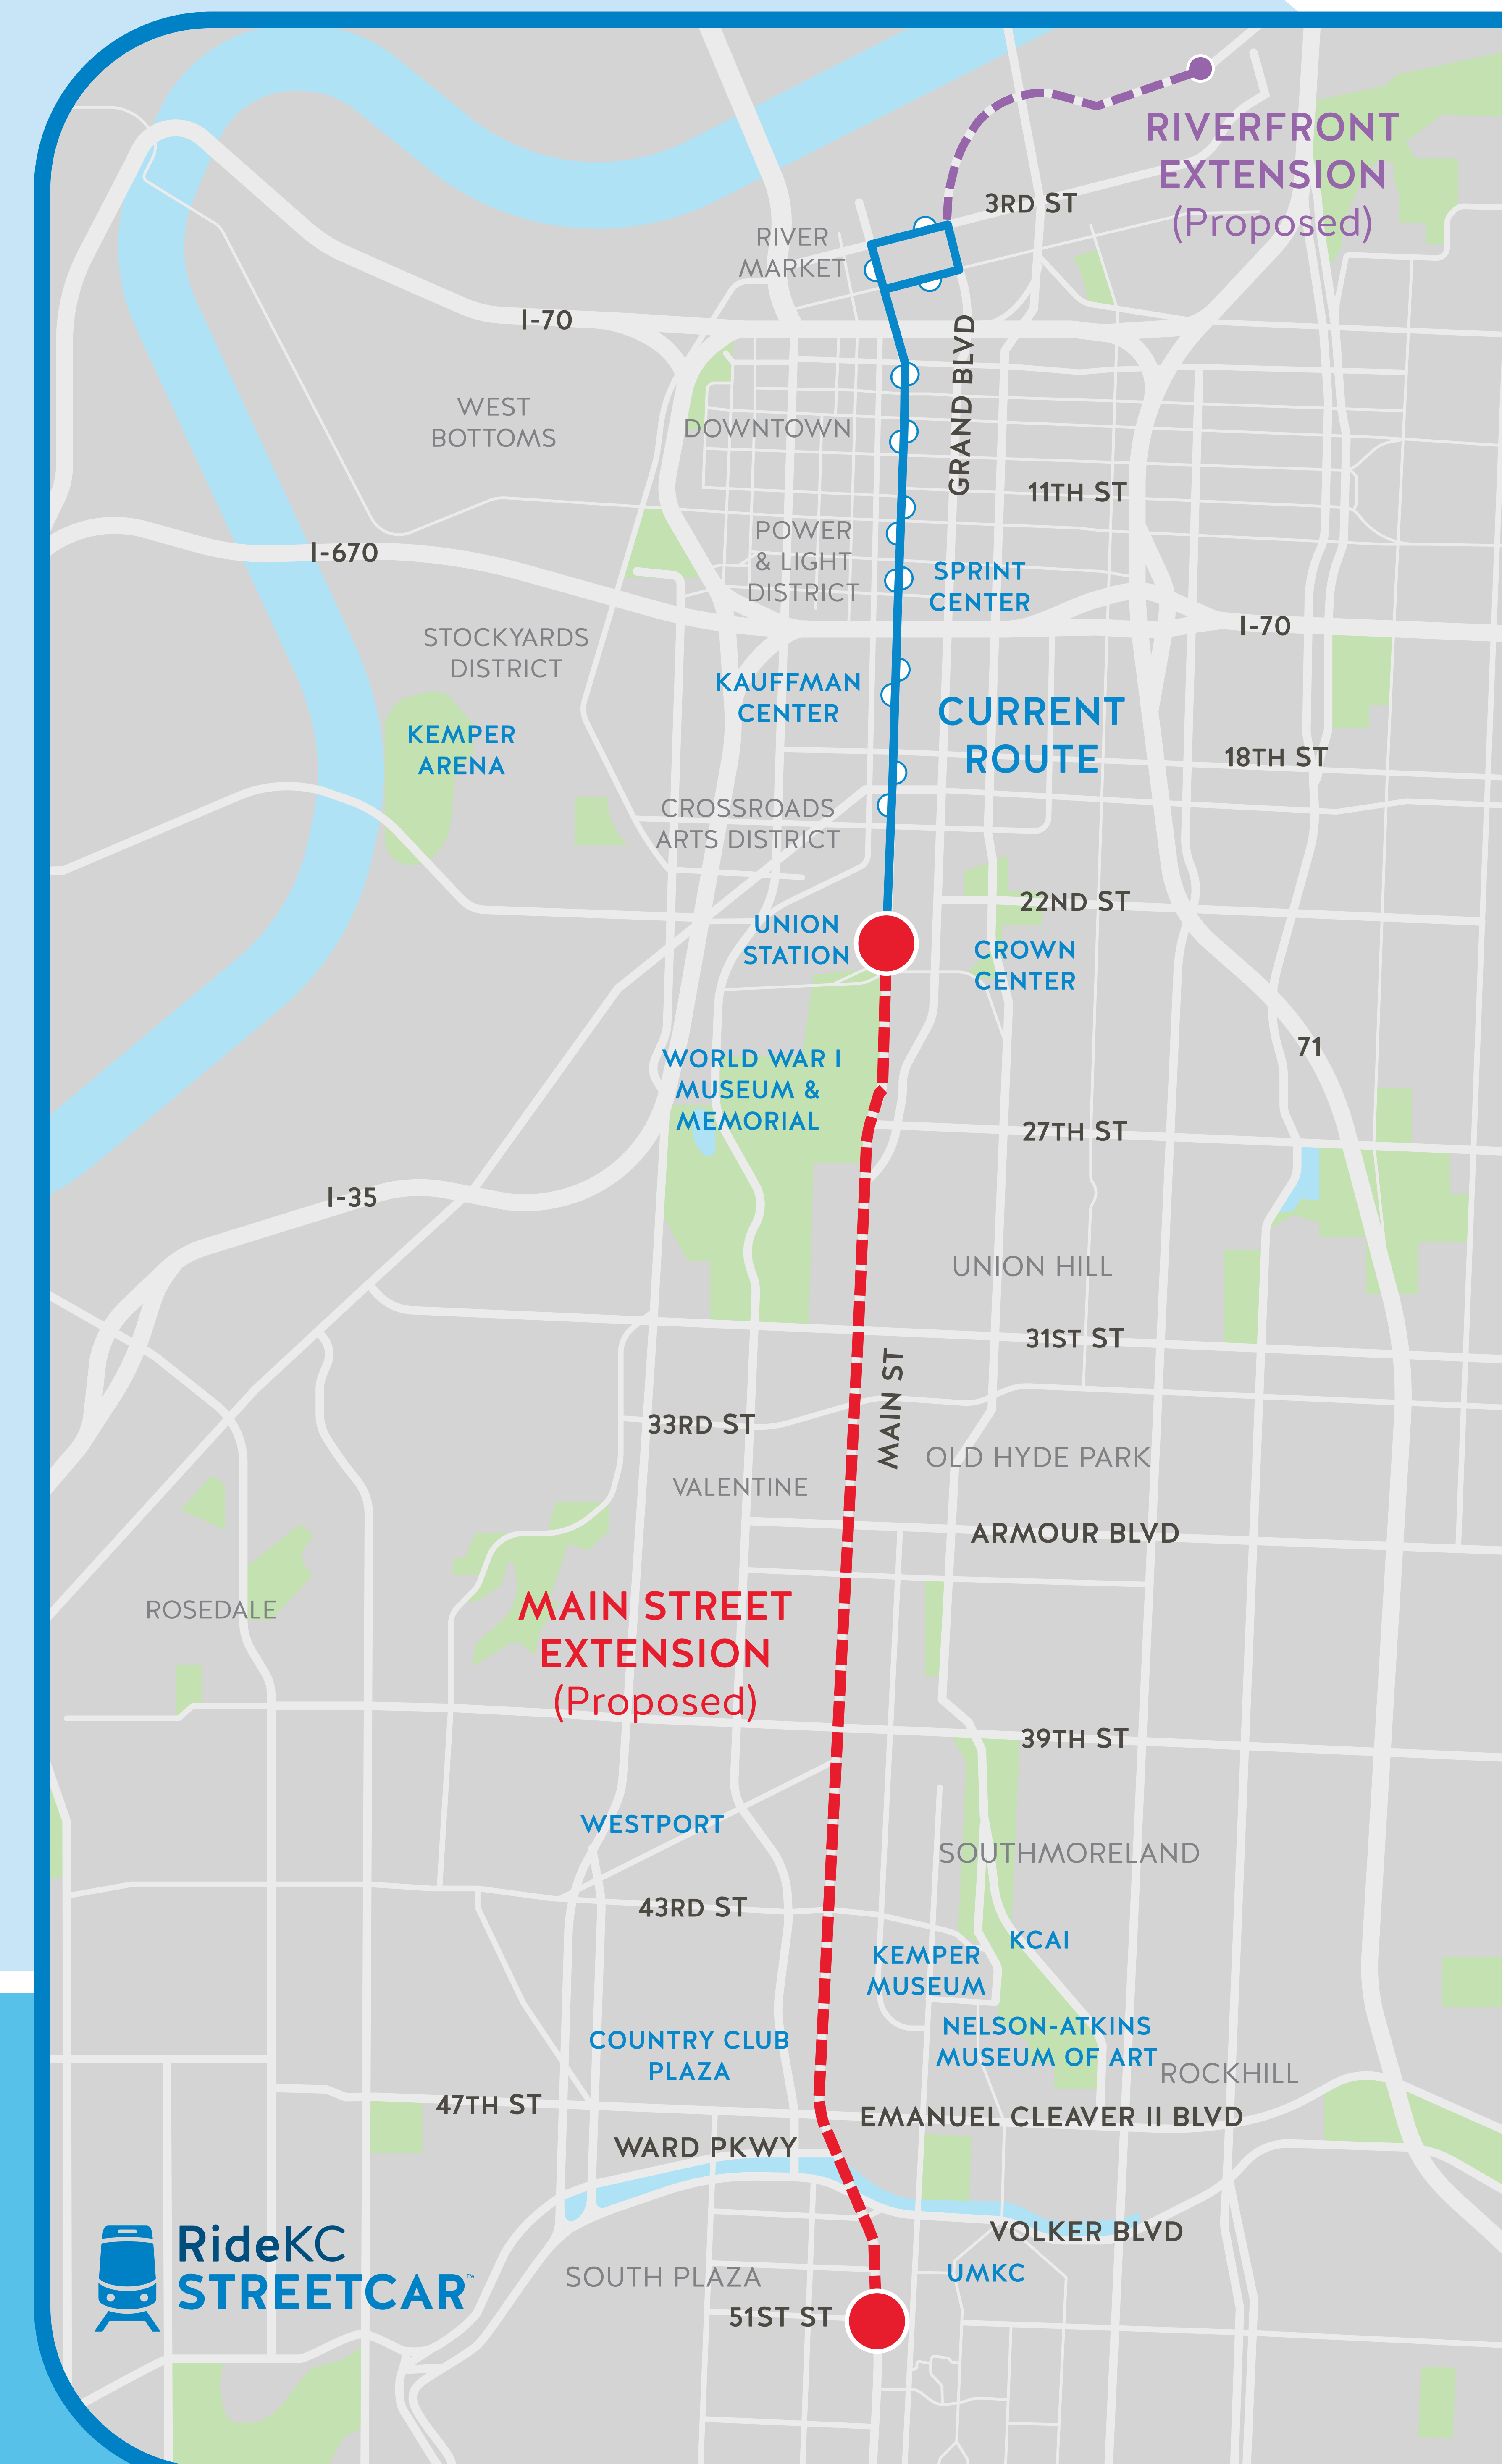 RIVERFRONT
EXTENSION
(Proposed)
3RD ST
RIVER
MARKET
I-70
GRAND BLVD
WEST
BOTTOMS
DOWNTOWN
11TH ST
POWER
& LIGHT
DISTRICT
I-670
SPRINT
CENTER
I-70
STOCKYARDS
DISTRICT
KAUFFMAN
CENTER
CURRENT
ROUTE
KEMPER
ARENA
18TH ST
CROSSROADS
ARTS DISTRICT
22ND ST
UNION
STATION
CROWN
CENTER
71
WORLD WAR I
MUSEUM &
MEMORIAL
27TH ST
I-35
UNION HILL
31ST ST
MAIN ST
33RD ST
OLD HYDE PARK
VALENTINE
ARMOUR BLVD
ROSEDALE
MAIN STREET
EXTENSION
(Proposed)
39TH ST
WESTPORT
SOUTHMORELAND
43RD ST
KCAI
KEMPER
MUSEUM
NELSON-ATKINS
MUSEUM OF ART
COUNTRY CLUB
PLAZA
ROCKHILL
47TH ST
EMANUEL CLEAVER II BLVD
WARD PKWY
VOLKER BLVD
UMKC
SOUTH PLAZA
51ST ST
RideKC
STREETCAR™